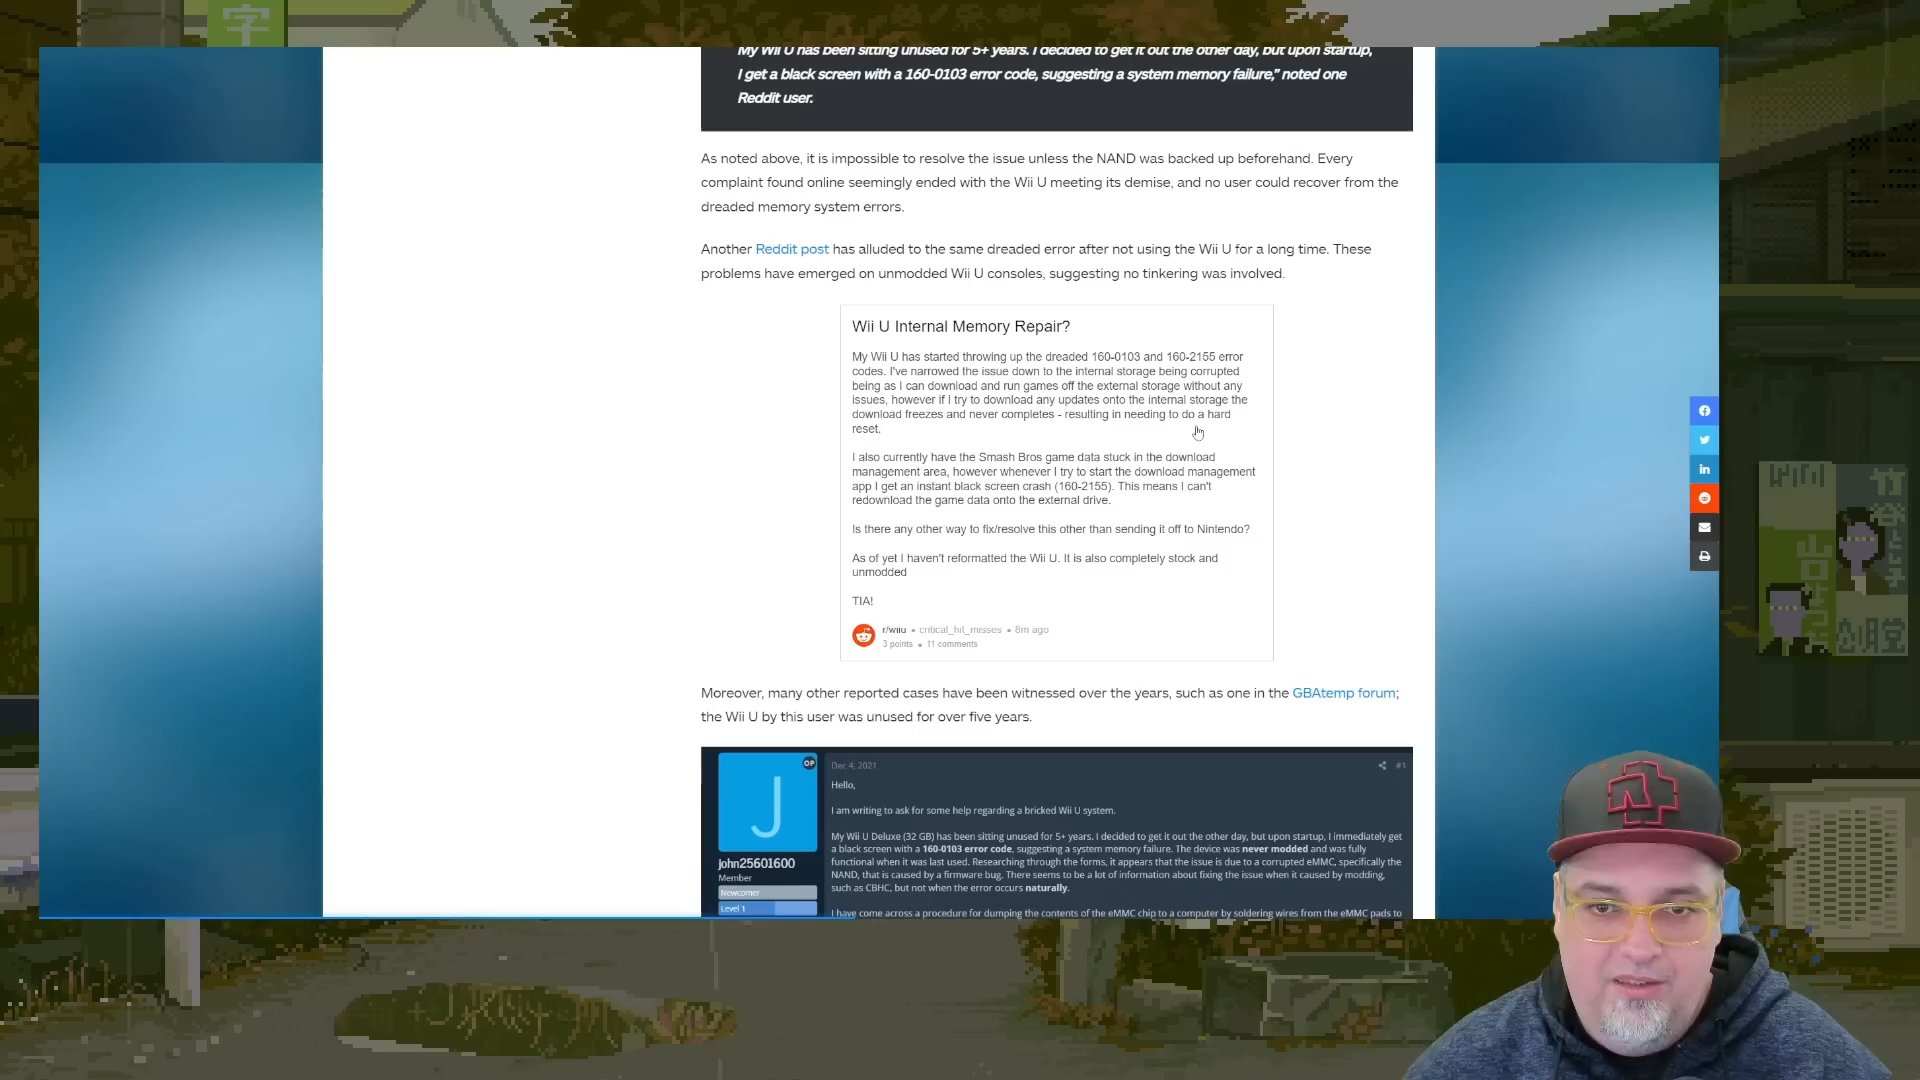 字
My Wii U has been sitting unused for 5+ years. I decided to get it out the other day, but upon startup,
I get a black screen with a 160-0103 error code, suggesting a system memory failure,” noted one
Reddit user.
As noted above, it is impossible to resolve the issue unless the NAND was backed up beforehand. Every
complaint found online seemingly ended with the Wii U meeting its demise, and no user could recover from the
dreaded memory system errors.
Another Reddit post has alluded to the same dreaded error after not using the Wii U for a long time. These
problems have emerged on unmodded Wii U consoles, suggesting no tinkering was involved.
Wii U Internal Memory Repair?
My Wii U has started throwing up the dreaded 160-0103 and 160-2155 error
codes. I've narrowed the issue down to the internal storage being corrupted
being as I can download and run games off the external storage without any
issues, however if I try to download any updates onto the internal storage the
download freezes and never completes - resulting in needing to do a hard
reset.
I also currently have the Smash Bros game data stuck in the download
management area, however whenever I try to start the download management
app I get an instant black screen crash (160-2155). This means I can't
redownload the game data onto the external drive.
Is there any other way to fix/resolve this other than sending it off to Nintendo?
As of yet I haven't reformatted the Wii U. It is also completely stock and
unmodded
TIA!
r/wiiu • critical_hit_misses • 8m ago
3 points • 11 comments
Moreover, many other reported cases have been witnessed over the years, such as one in the GBAtemp forum;
the Wii U by this user was unused for over five years.
J
OP
john25601600
Member
Newcomer
Level 1
Dec 4, 2021
#1
Hello,
I am writing to ask for some help regarding a bricked Wii U system.
My Wii U Deluxe (32 GB) has been sitting unused for 5+ years. I decided to get it out the other day, but upon startup, I immediately get
a black screen with a 160-0103 error code, suggesting a system memory failure. The device was never modded and was fully
functional when it was last used. Researching through the forms, it appears that the issue is due to a corrupted eMMC, specifically the
NAND, that is caused by a firmware bug. There seems to be a lot of information about fixing the issue when it caused by modding,
such as CBHC, but not when the error occurs naturally.
I have come across a procedure for dumping the contents of the eMMC chip to a computer by soldering wires from the eMMC pads to